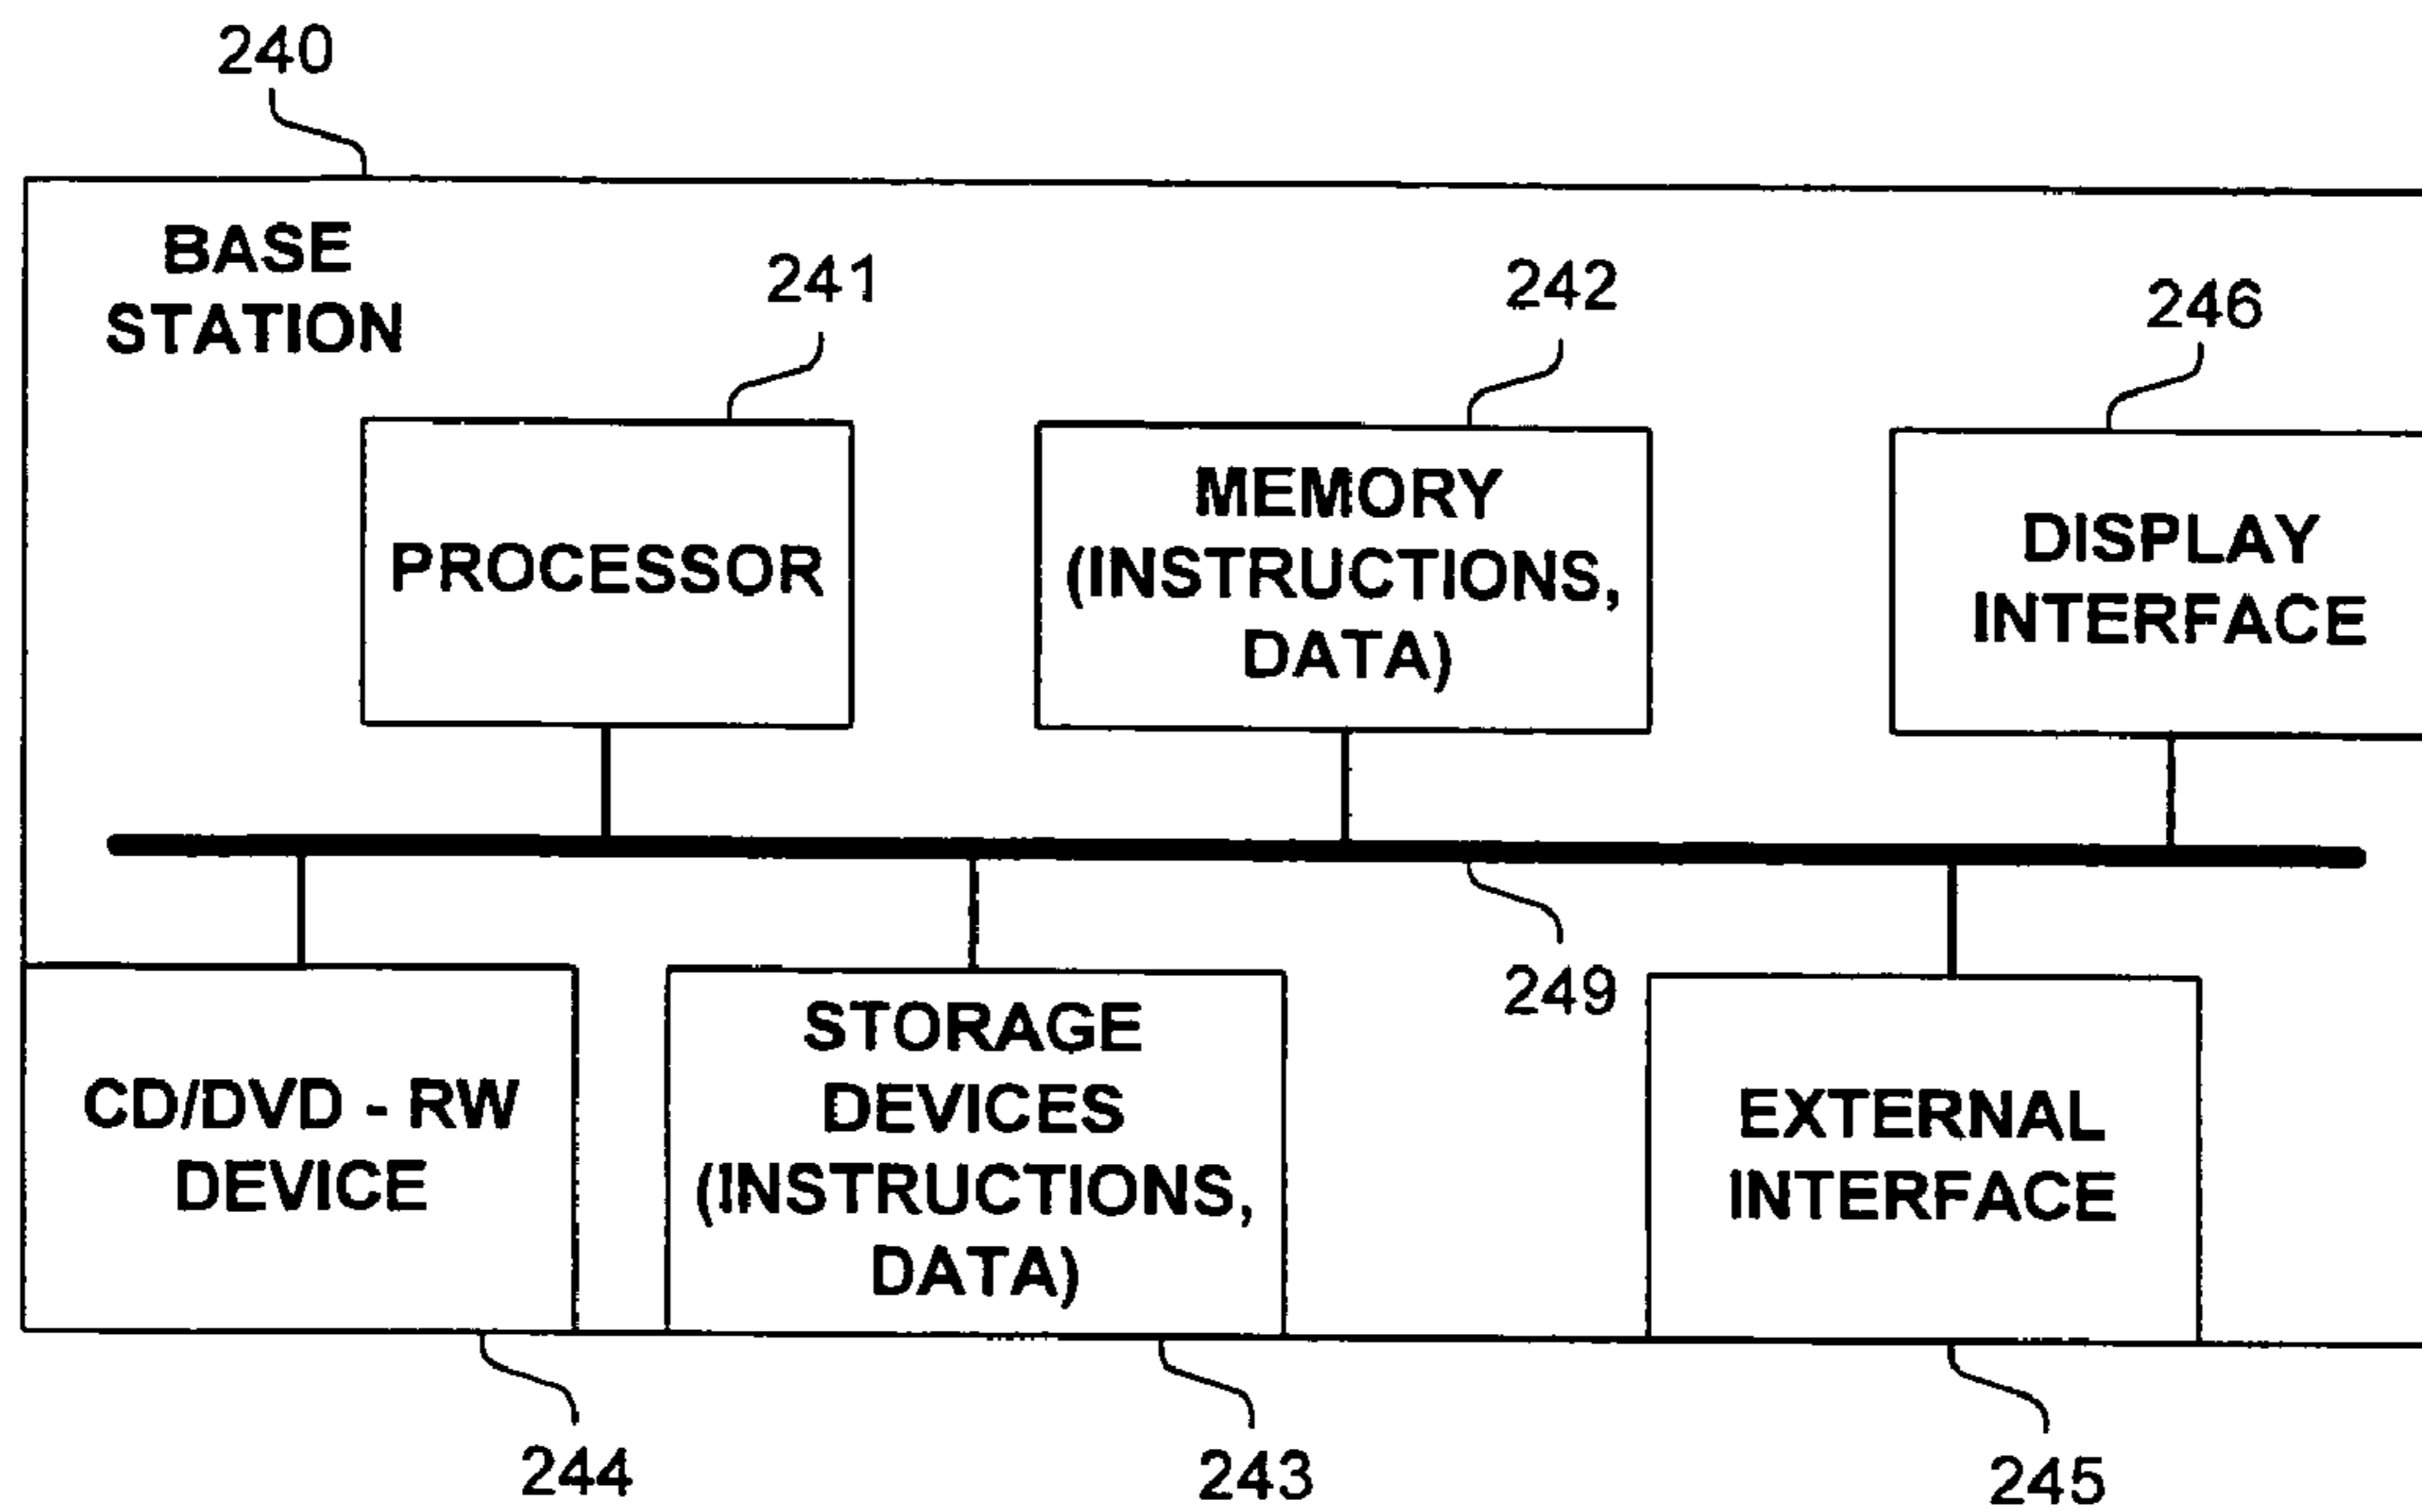 240
BASE
STATION
241
242
246
PROCESSOR
MEMORY
(INSTRUCTIONS,
DATA)
DISPLAY
INTERFACE
249
CD/DVD - RW
DEVICE
STORAGE
DEVICES
(INSTRUCTIONS,
DATA)
EXTERNAL
INTERFACE
244
243
245